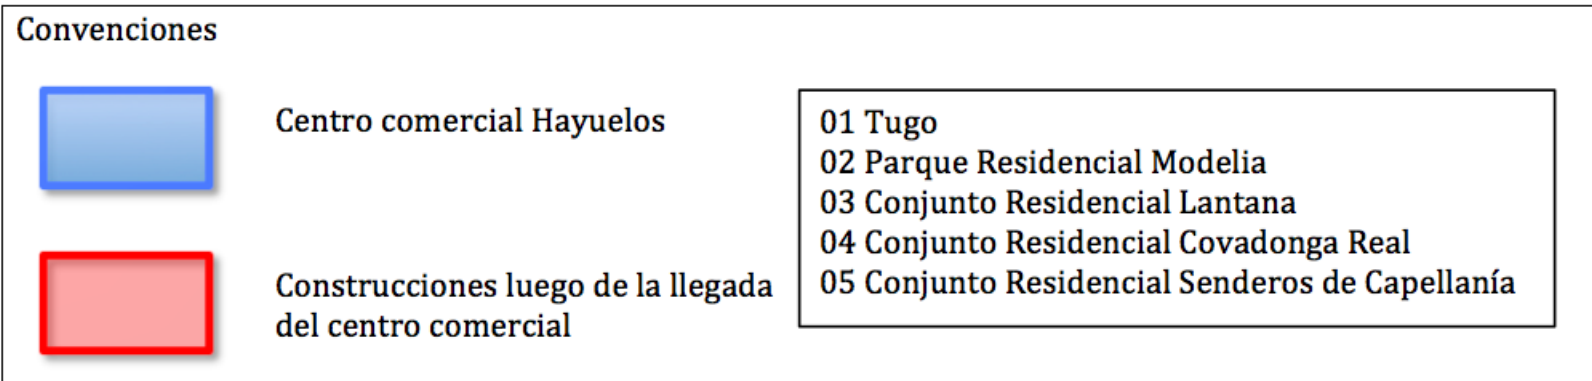 Convenciones
Centro comercial Hayuelos
Construcciones luego de la llegada
del centro comercial
01 Tugo
02 Parque Residencial Modelia
03 Conjunto Residencial Lantana
04 Conjunto Residencial Covadonga Real
05 Conjunto Residencial Senderos de Capellanía